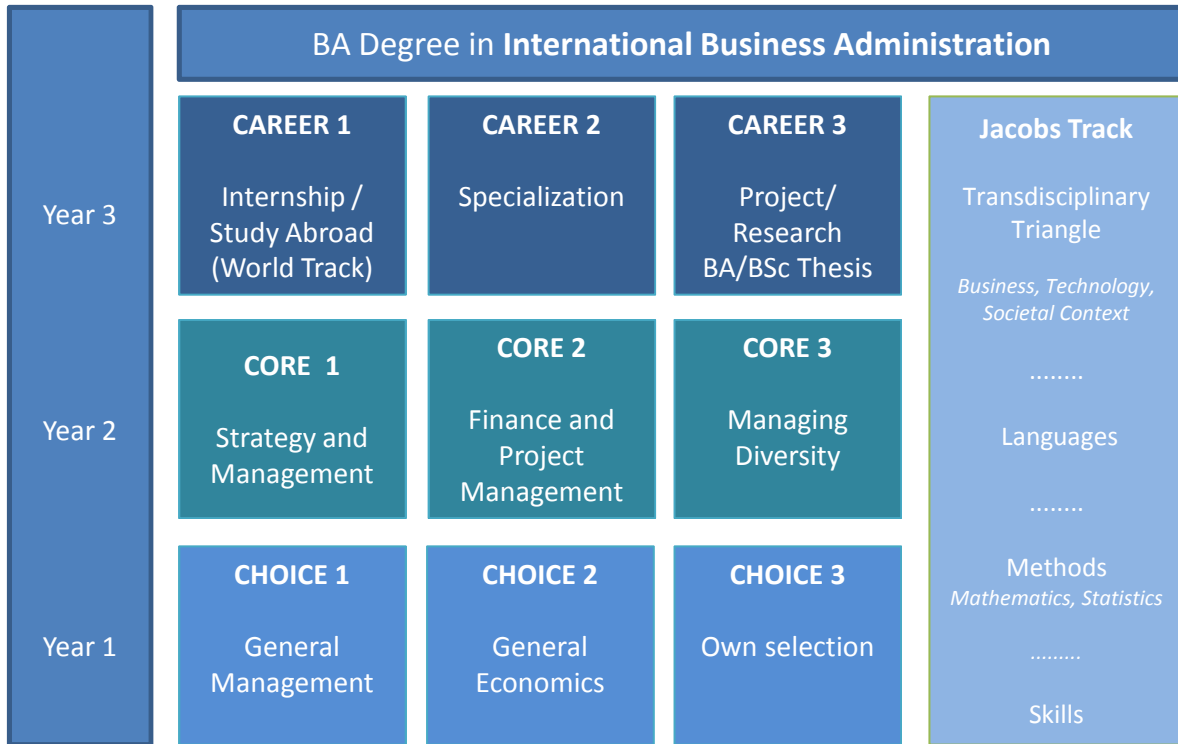 BA Degree in International Business Administration
Year 3
CAREER 1
Internship /
Study Abroad
(World Track)
CAREER 2
Specialization
CAREER 3
Project/
Research
BA/BSc Thesis
Year 2
CORE 1
Strategy and
Management
CORE 2
Finance and
Project
Management
CORE 3
Managing
Diversity
Year 1
CHOICE 1
General
Management
CHOICE 2
General
Economics
CHOICE 3
Own selection
Jacobs Track
Transdisciplinary
Triangle
Business, Technology,
Societal Context
........
Languages
........
Methods
Mathematics, Statistics
.........
Skills